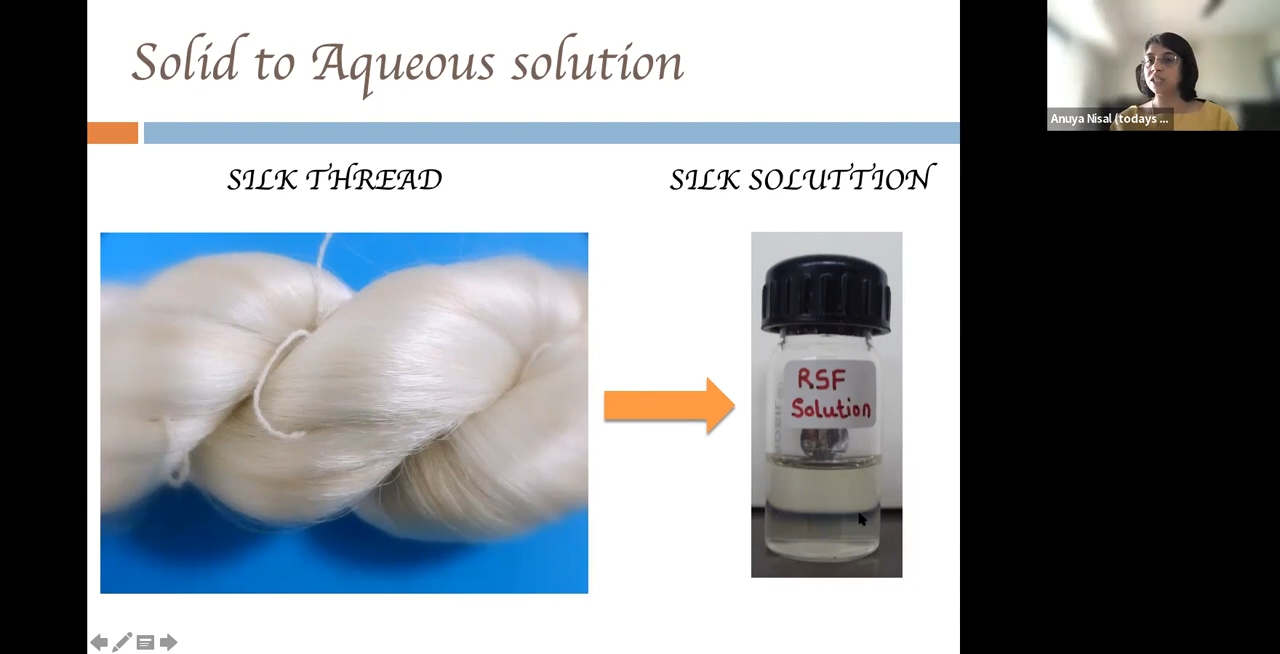 Solid to Aqueous solution
SILK THREAD
SILK SOLUTTION
RSF
Solution
Anuya Nisal (todays ...